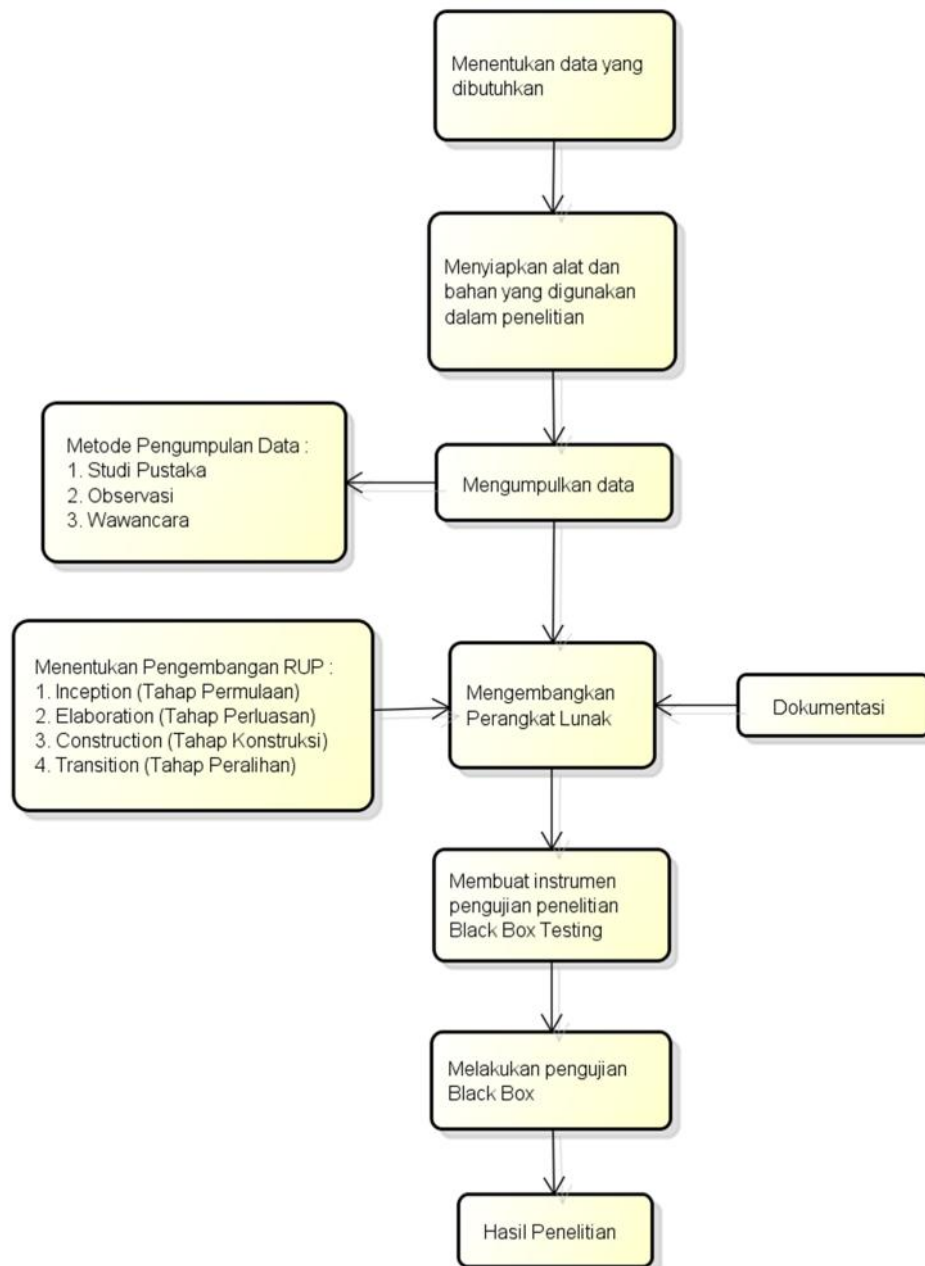 Menentukan data yang
dibutuhkan
Menyiapkan alat dan
bahan yang digunakan
dalam penelitian
Metode Pengumpulan Data :
1. Studi Pustaka
2. Observasi
3. Wawancara
Mengumpulkan data
Menentukan Pengembangan RUP :
1. Inception (Tahap Permulaan)
2. Elaboration (Tahap Perluasan)
3. Construction (Tahap Konstruksi)
4. Transition (Tahap Peralihan)
Mengembangkan
Perangkat Lunak
Dokumentasi
Membuat instrumen
pengujian penelitian
Black Box Testing
Melakukan pengujian
Black Box
Hasil Penelitian